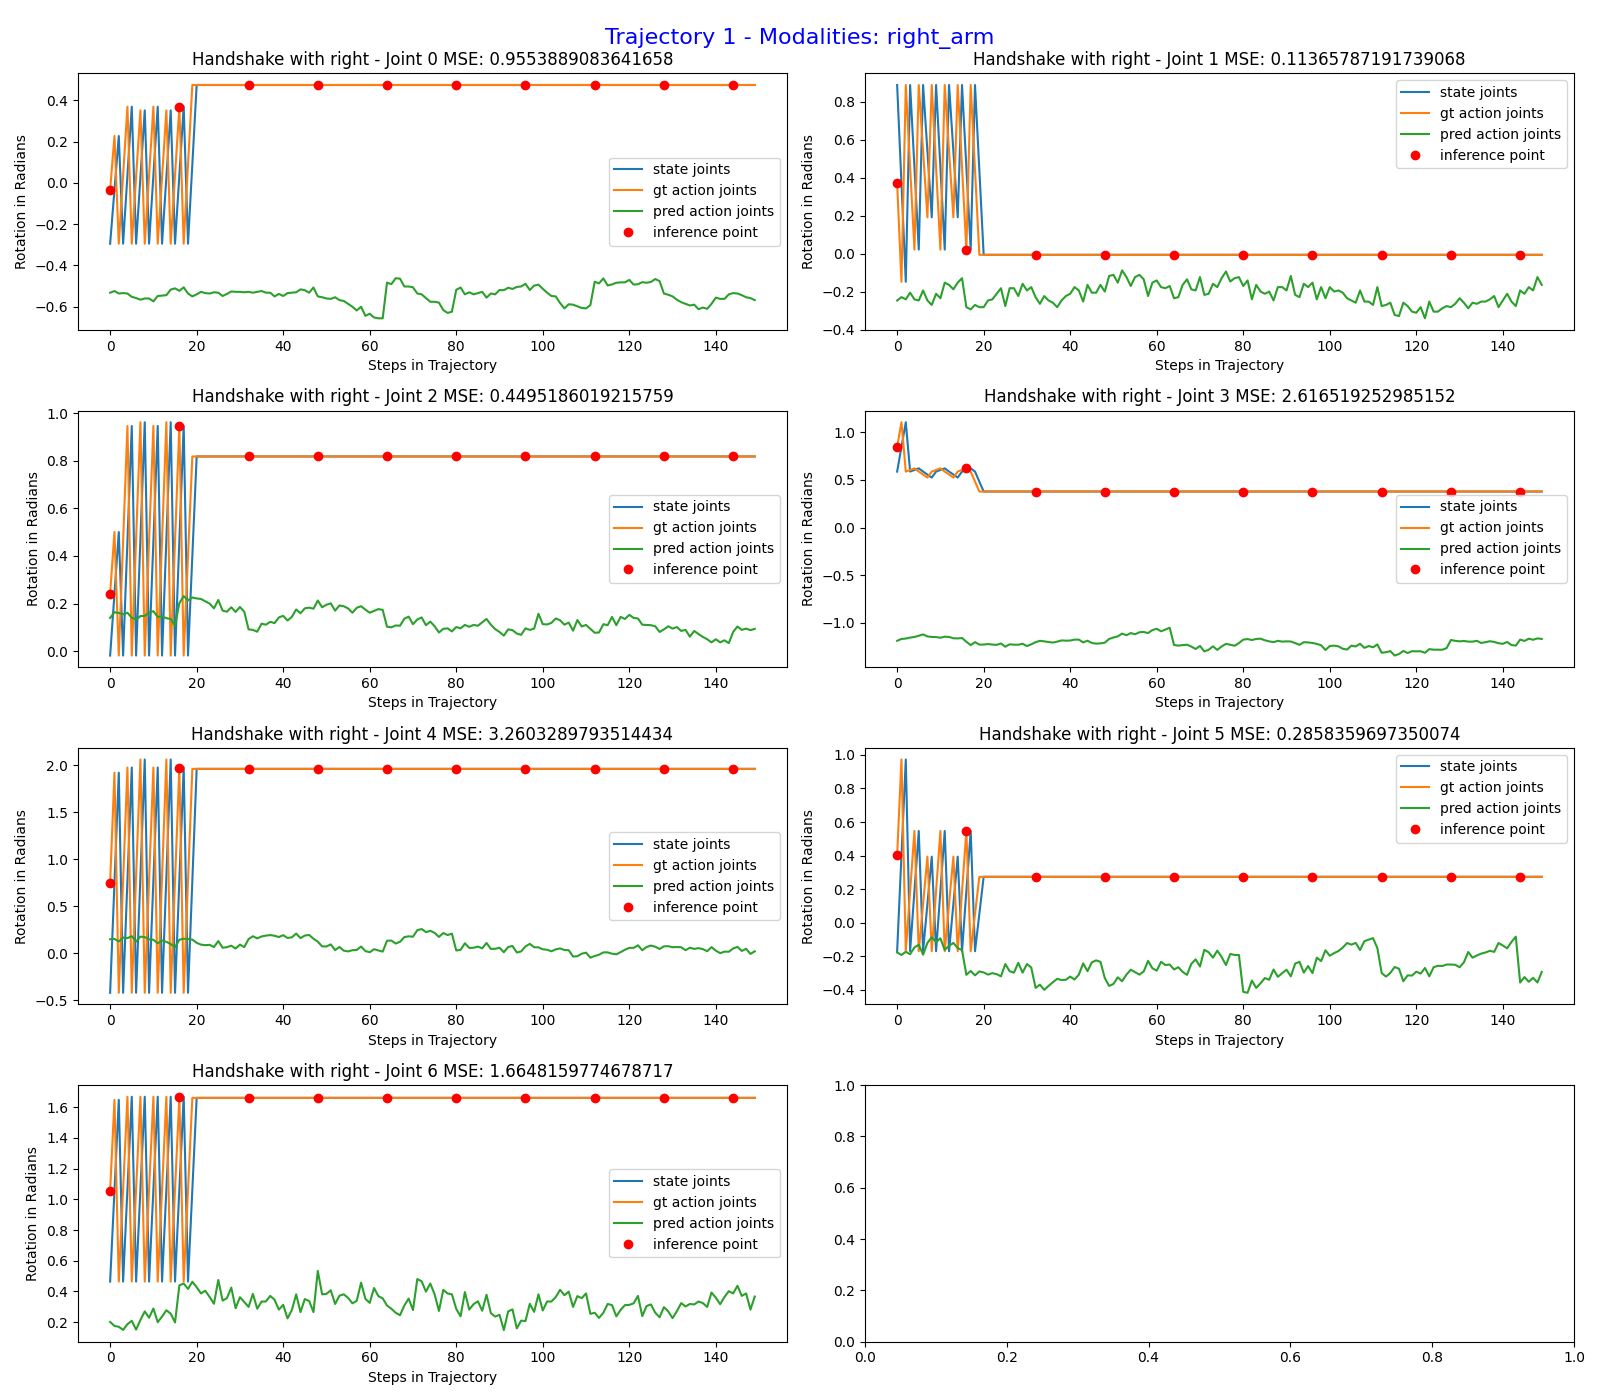 Trajectory 1 - Modalities: right_arm
Handshake with right - Joint 0 MSE: 0.9553889083641658
Rotation in Radians
0.4
0.2
0.0
−0.2
−0.4
−0.6
state joints
gt action joints
pred action joints
inference point
0 20 40 60 80 100 120 140
Steps in Trajectory
Handshake with right - Joint 1 MSE: 0.11365787191739068
Rotation in Radians
0.8
0.6
0.4
0.2
0.0
−0.2
−0.4
state joints
gt action joints
pred action joints
inference point
0 20 40 60 80 100 120 140
Steps in Trajectory
Handshake with right - Joint 2 MSE: 0.4495186019215759
Rotation in Radians
1.0
0.8
0.6
0.4
0.2
0.0
state joints
gt action joints
pred action joints
inference point
0 20 40 60 80 100 120 140
Steps in Trajectory
Handshake with right - Joint 3 MSE: 2.616519252985152
Rotation in Radians
1.0
0.5
0.0
−0.5
−1.0
state joints
gt action joints
pred action joints
inference point
0 20 40 60 80 100 120 140
Steps in Trajectory
Handshake with right - Joint 4 MSE: 3.2603289793514434
Rotation in Radians
2.0
1.5
1.0
0.5
0.0
−0.5
state joints
gt action joints
pred action joints
inference point
0 20 40 60 80 100 120 140
Steps in Trajectory
Handshake with right - Joint 5 MSE: 0.2858359697350074
Rotation in Radians
1.0
0.8
0.6
0.4
0.2
0.0
−0.2
−0.4
state joints
gt action joints
pred action joints
inference point
0 20 40 60 80 100 120 140
Steps in Trajectory
Handshake with right - Joint 6 MSE: 1.6648159774678717
Rotation in Radians
1.6
1.4
1.2
1.0
0.8
0.6
0.4
0.2
state joints
gt action joints
pred action joints
inference point
0 20 40 60 80 100 120 140
Steps in Trajectory
1.0
0.8
0.6
0.4
0.2
0.0
0.0 0.2 0.4 0.6 0.8 1.0